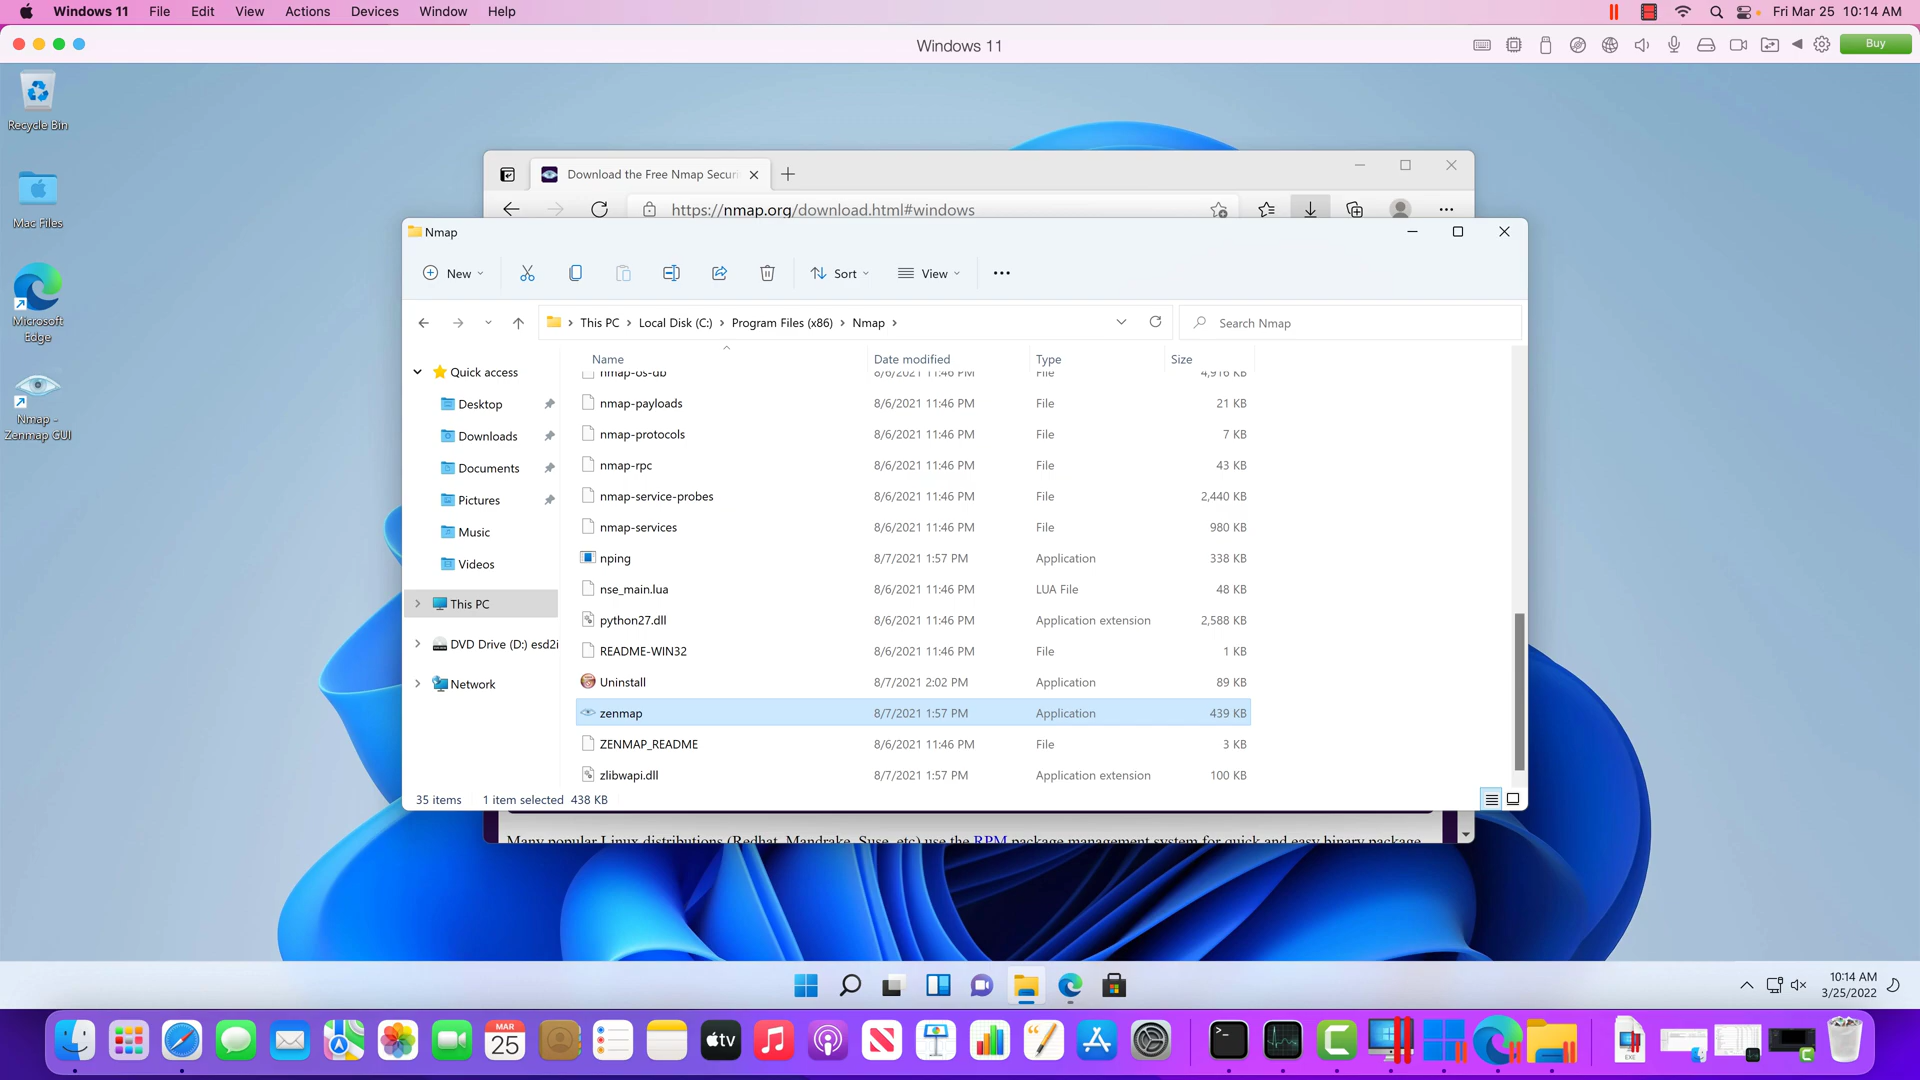 Windows 11 File Edit View Actions Devices Window Help Fri Mar 25 10:14 AM
Windows 11 Buy
Recycle Bin
Mac Files
Microsoft
Edge
Nmap -
Zenmap GUI
Download the Free Nmap Securi
https://nmap.org/download.html#windows
Nmap
New Sort View
This PC Local Disk (C:) Program Files (x86) Nmap Search Nmap
Quick access
Desktop
Downloads
Documents
Pictures
Music
Videos
This PC
DVD Drive (D:) esd2i
Network
Name Date modified Type Size
nmap-os-db 8/6/2021 11:46 PM File 4,916 KB
nmap-payloads 8/6/2021 11:46 PM File 21 KB
nmap-protocols 8/6/2021 11:46 PM File 7 KB
nmap-rpc 8/6/2021 11:46 PM File 43 KB
nmap-service-probes 8/6/2021 11:46 PM File 2,440 KB
nmap-services 8/6/2021 11:46 PM File 980 KB
nping 8/7/2021 1:57 PM Application 338 KB
nse_main.lua 8/6/2021 11:46 PM LUA File 48 KB
python27.dll 8/6/2021 11:46 PM Application extension 2,588 KB
README-WIN32 8/6/2021 11:46 PM File 1 KB
Uninstall 8/7/2021 2:02 PM Application 89 KB
zenmap 8/7/2021 1:57 PM Application 439 KB
ZENMAP_README 8/6/2021 11:46 PM File 3 KB
zlibwapi.dll 8/7/2021 1:57 PM Application extension 100 KB
35 items 1 item selected 438 KB
Many popular Linux distributions (Redhat, Mandrake, Suse, etc) use the RPM package management system for quick and easy binary package
10:14 AM
3/25/2022
MAR
25
tv
EXE